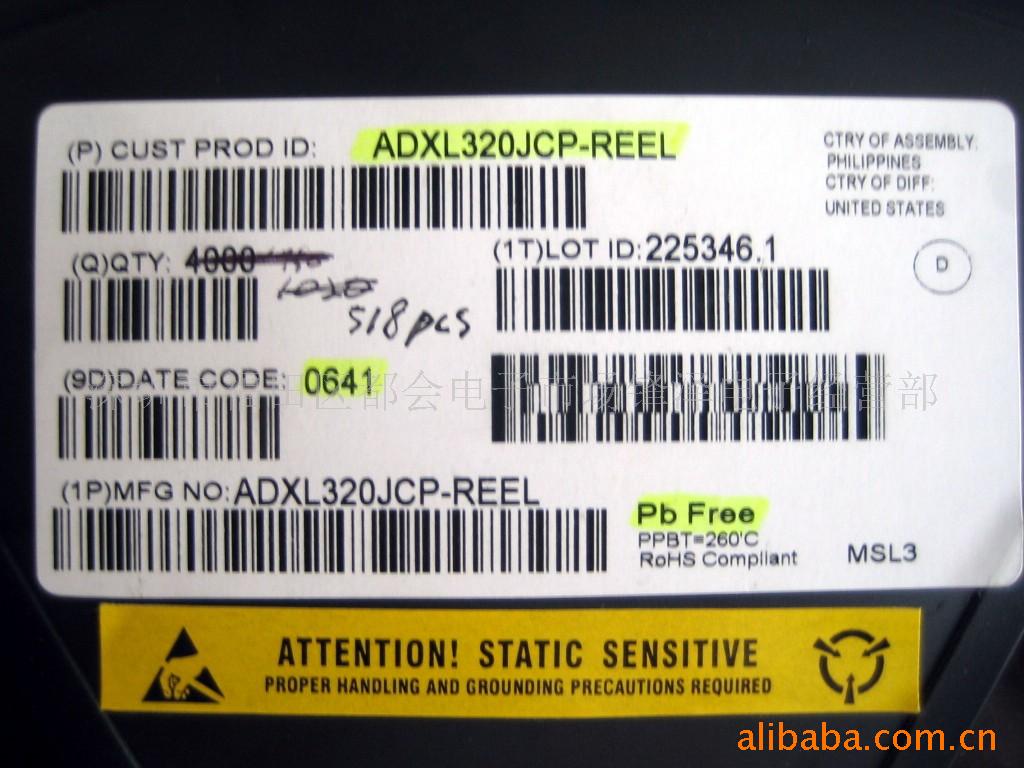 (P) CUST PROD ID: ADXL320JCP-REEL
CTRY OF ASSEMBLY:
PHILIPPINES
CTRY OF DIFF:
UNITED STATES
(Q)QTY: 4000
518 pcs
(1T)LOT ID: 225346.1
D
(9D)DATE CODE: 0641
(1P)MFG NO: ADXL320JCP-REEL
Pb Free
PPBT=260'C
RoHS Compliant
MSL3
ATTENTION! STATIC SENSITIVE
PROPER HANDLING AND GROUNDING PRECAUTIONS REQUIRED
alibaba.com.cn